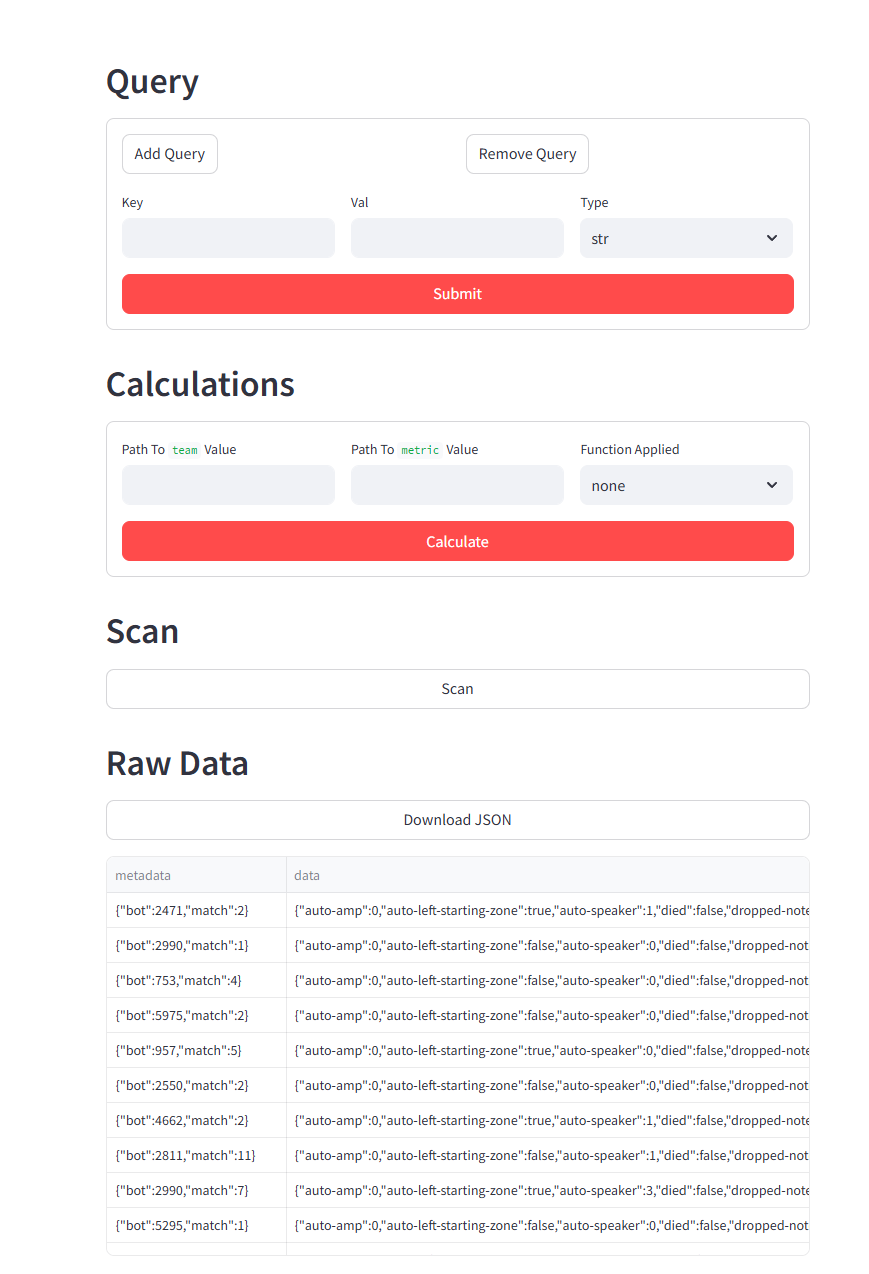 Query
Add Query Remove Query
Key Val Type
str
Submit
Calculations
Path To team Value Path To metric Value Function Applied
none
Calculate
Scan
Scan
Raw Data
Download JSON
metadata data
{"bot":2471,"match":2} {"auto-amp":0,"auto-left-starting-zone":true,"auto-speaker":1,"died":false,"dropped-note
{"bot":2990,"match":1} {"auto-amp":0,"auto-left-starting-zone":false,"auto-speaker":0,"died":false,"dropped-not
{"bot":753,"match":4} {"auto-amp":0,"auto-left-starting-zone":false,"auto-speaker":0,"died":false,"dropped-not
{"bot":5975,"match":2} {"auto-amp":0,"auto-left-starting-zone":false,"auto-speaker":0,"died":false,"dropped-not
{"bot":957,"match":5} {"auto-amp":0,"auto-left-starting-zone":true,"auto-speaker":0,"died":false,"dropped-note
{"bot":2550,"match":2} {"auto-amp":0,"auto-left-starting-zone":false,"auto-speaker":0,"died":false,"dropped-not
{"bot":4662,"match":2} {"auto-amp":0,"auto-left-starting-zone":true,"auto-speaker":1,"died":false,"dropped-note
{"bot":2811,"match":11} {"auto-amp":0,"auto-left-starting-zone":false,"auto-speaker":1,"died":false,"dropped-not
{"bot":2990,"match":7} {"auto-amp":0,"auto-left-starting-zone":true,"auto-speaker":3,"died":false,"dropped-note
{"bot":5295,"match":1} {"auto-amp":0,"auto-left-starting-zone":false,"auto-speaker":0,"died":false,"dropped-not